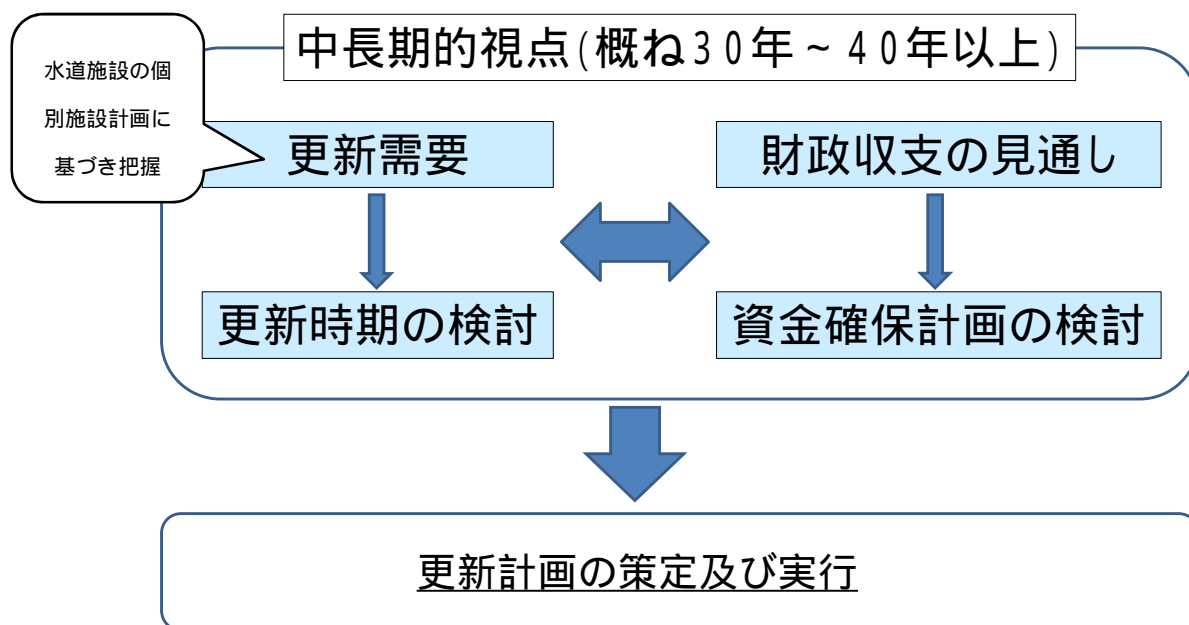 中長期的視点(概ね30年~40年以上)
水道施設の個
別施設計画に
基づき把握
更新需要
財政収支の見通し
更新時期の検討
資金確保計画の検討
更新計画の策定及び実行